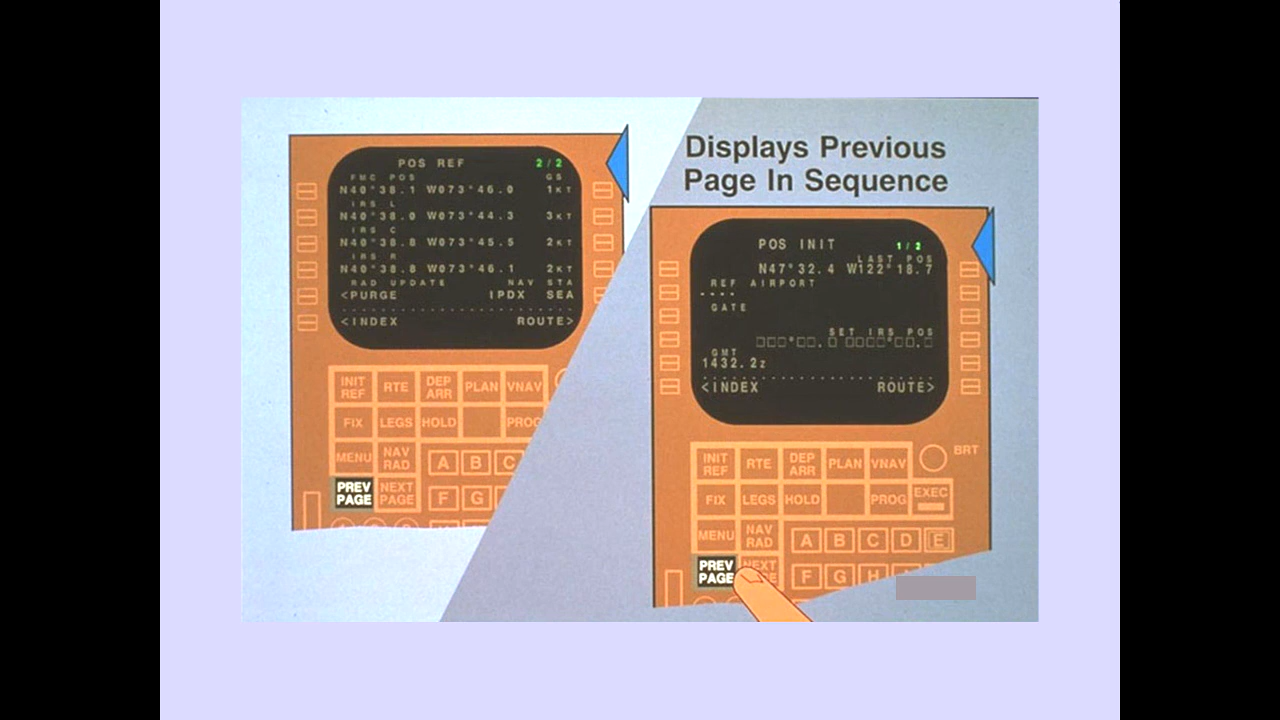 POS REF 2/2
FMC POS GS
N40°38.1 W073°46.0 1KT
IRS L
N40°38.0 W073°44.3 3KT
IRS C
N40°38.8 W073°45.5 2KT
IRS R
N40°38.8 W073°46.1 2KT
RAD UPDATE NAV STA
<PURGE IPDX SEA
<INDEX ROUTE>
INIT REF RTE DEP ARR PLAN VNAV
FIX LEGS HOLD PROG
MENU NAV RAD A B C
PREV PAGE NEXT PAGE F G
Displays Previous
Page In Sequence
POS INIT 1/2
LAST POS
N47°32.4 W122°18.7
REF AIRPORT
----
GATE
SET IRS POS
□□□°□□.□ □□□□°□□.□
GMT
1432.2z
<INDEX ROUTE>
INIT REF RTE DEP ARR PLAN VNAV BRT
FIX LEGS HOLD PROG EXEC
MENU NAV RAD A B C D E
PREV PAGE NEXT F G H